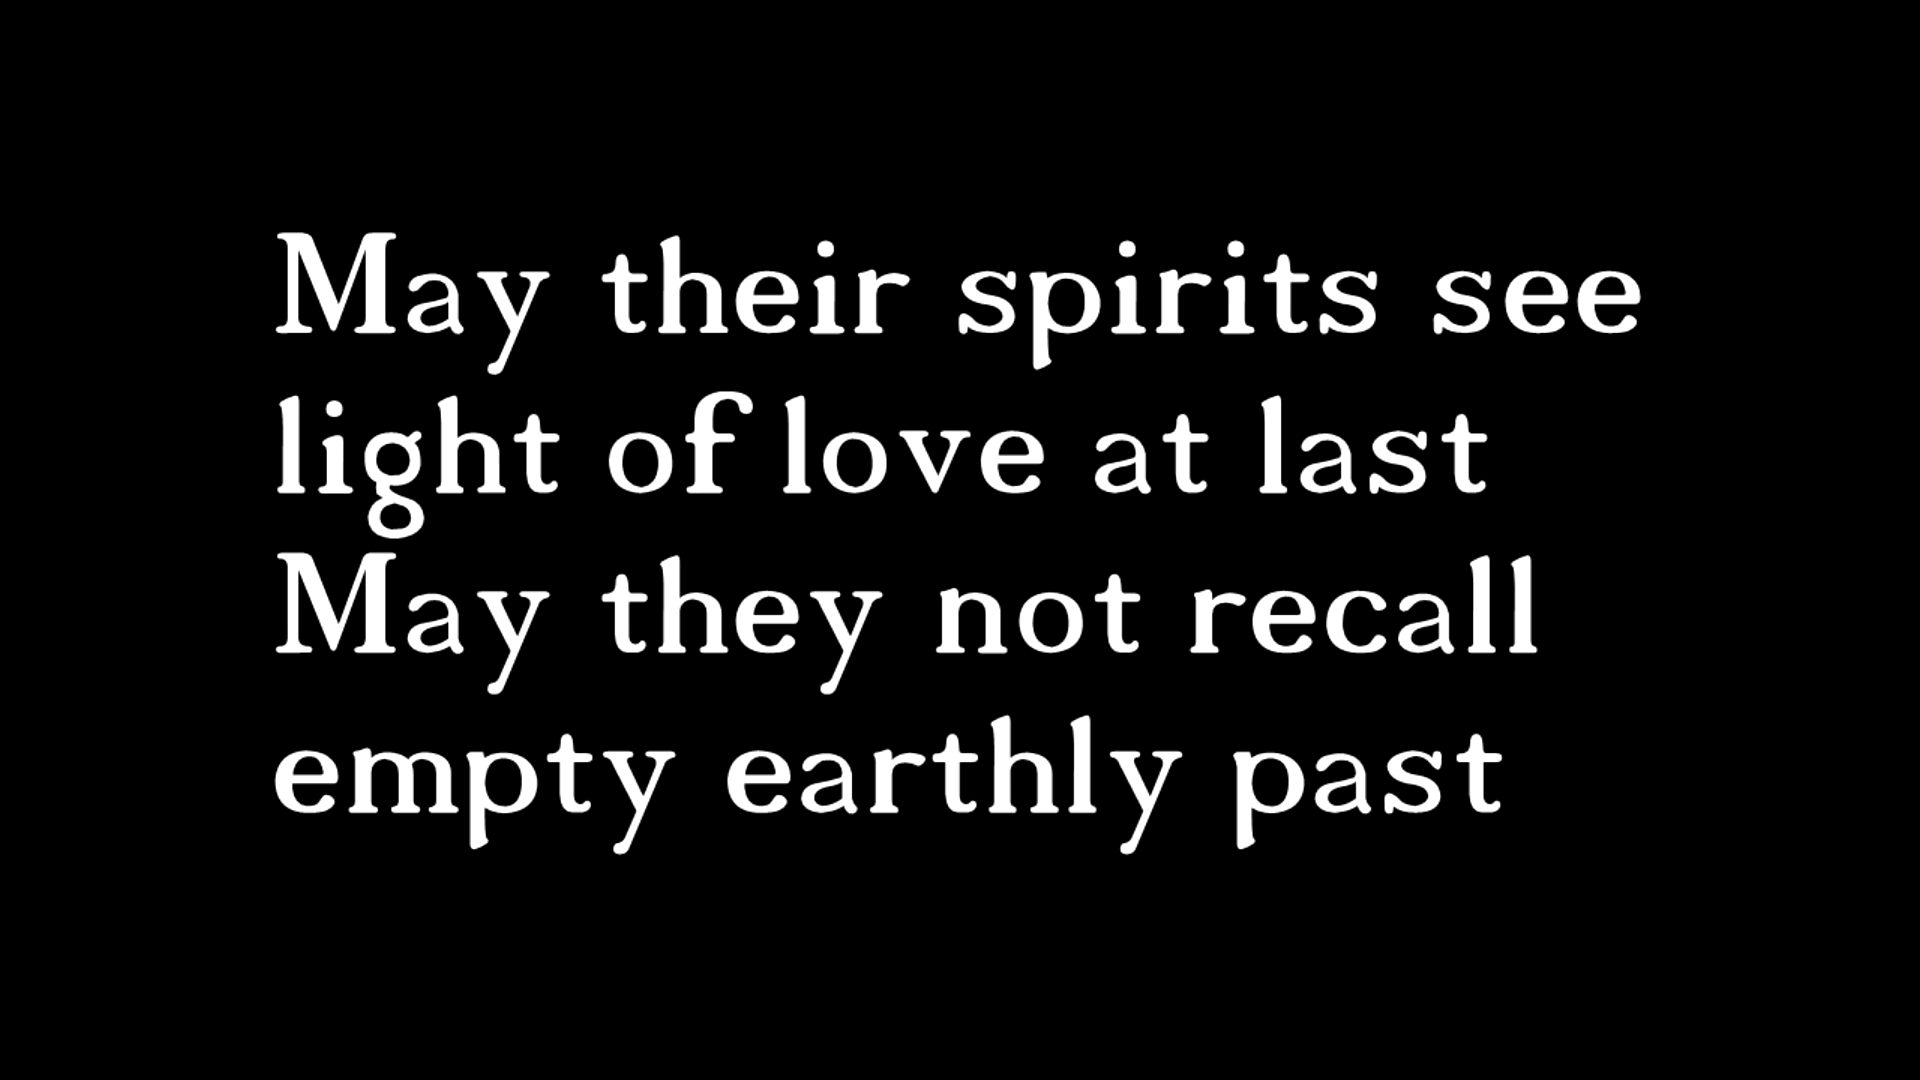 May their spirits see
light of love at last
May they not recall
empty earthly past